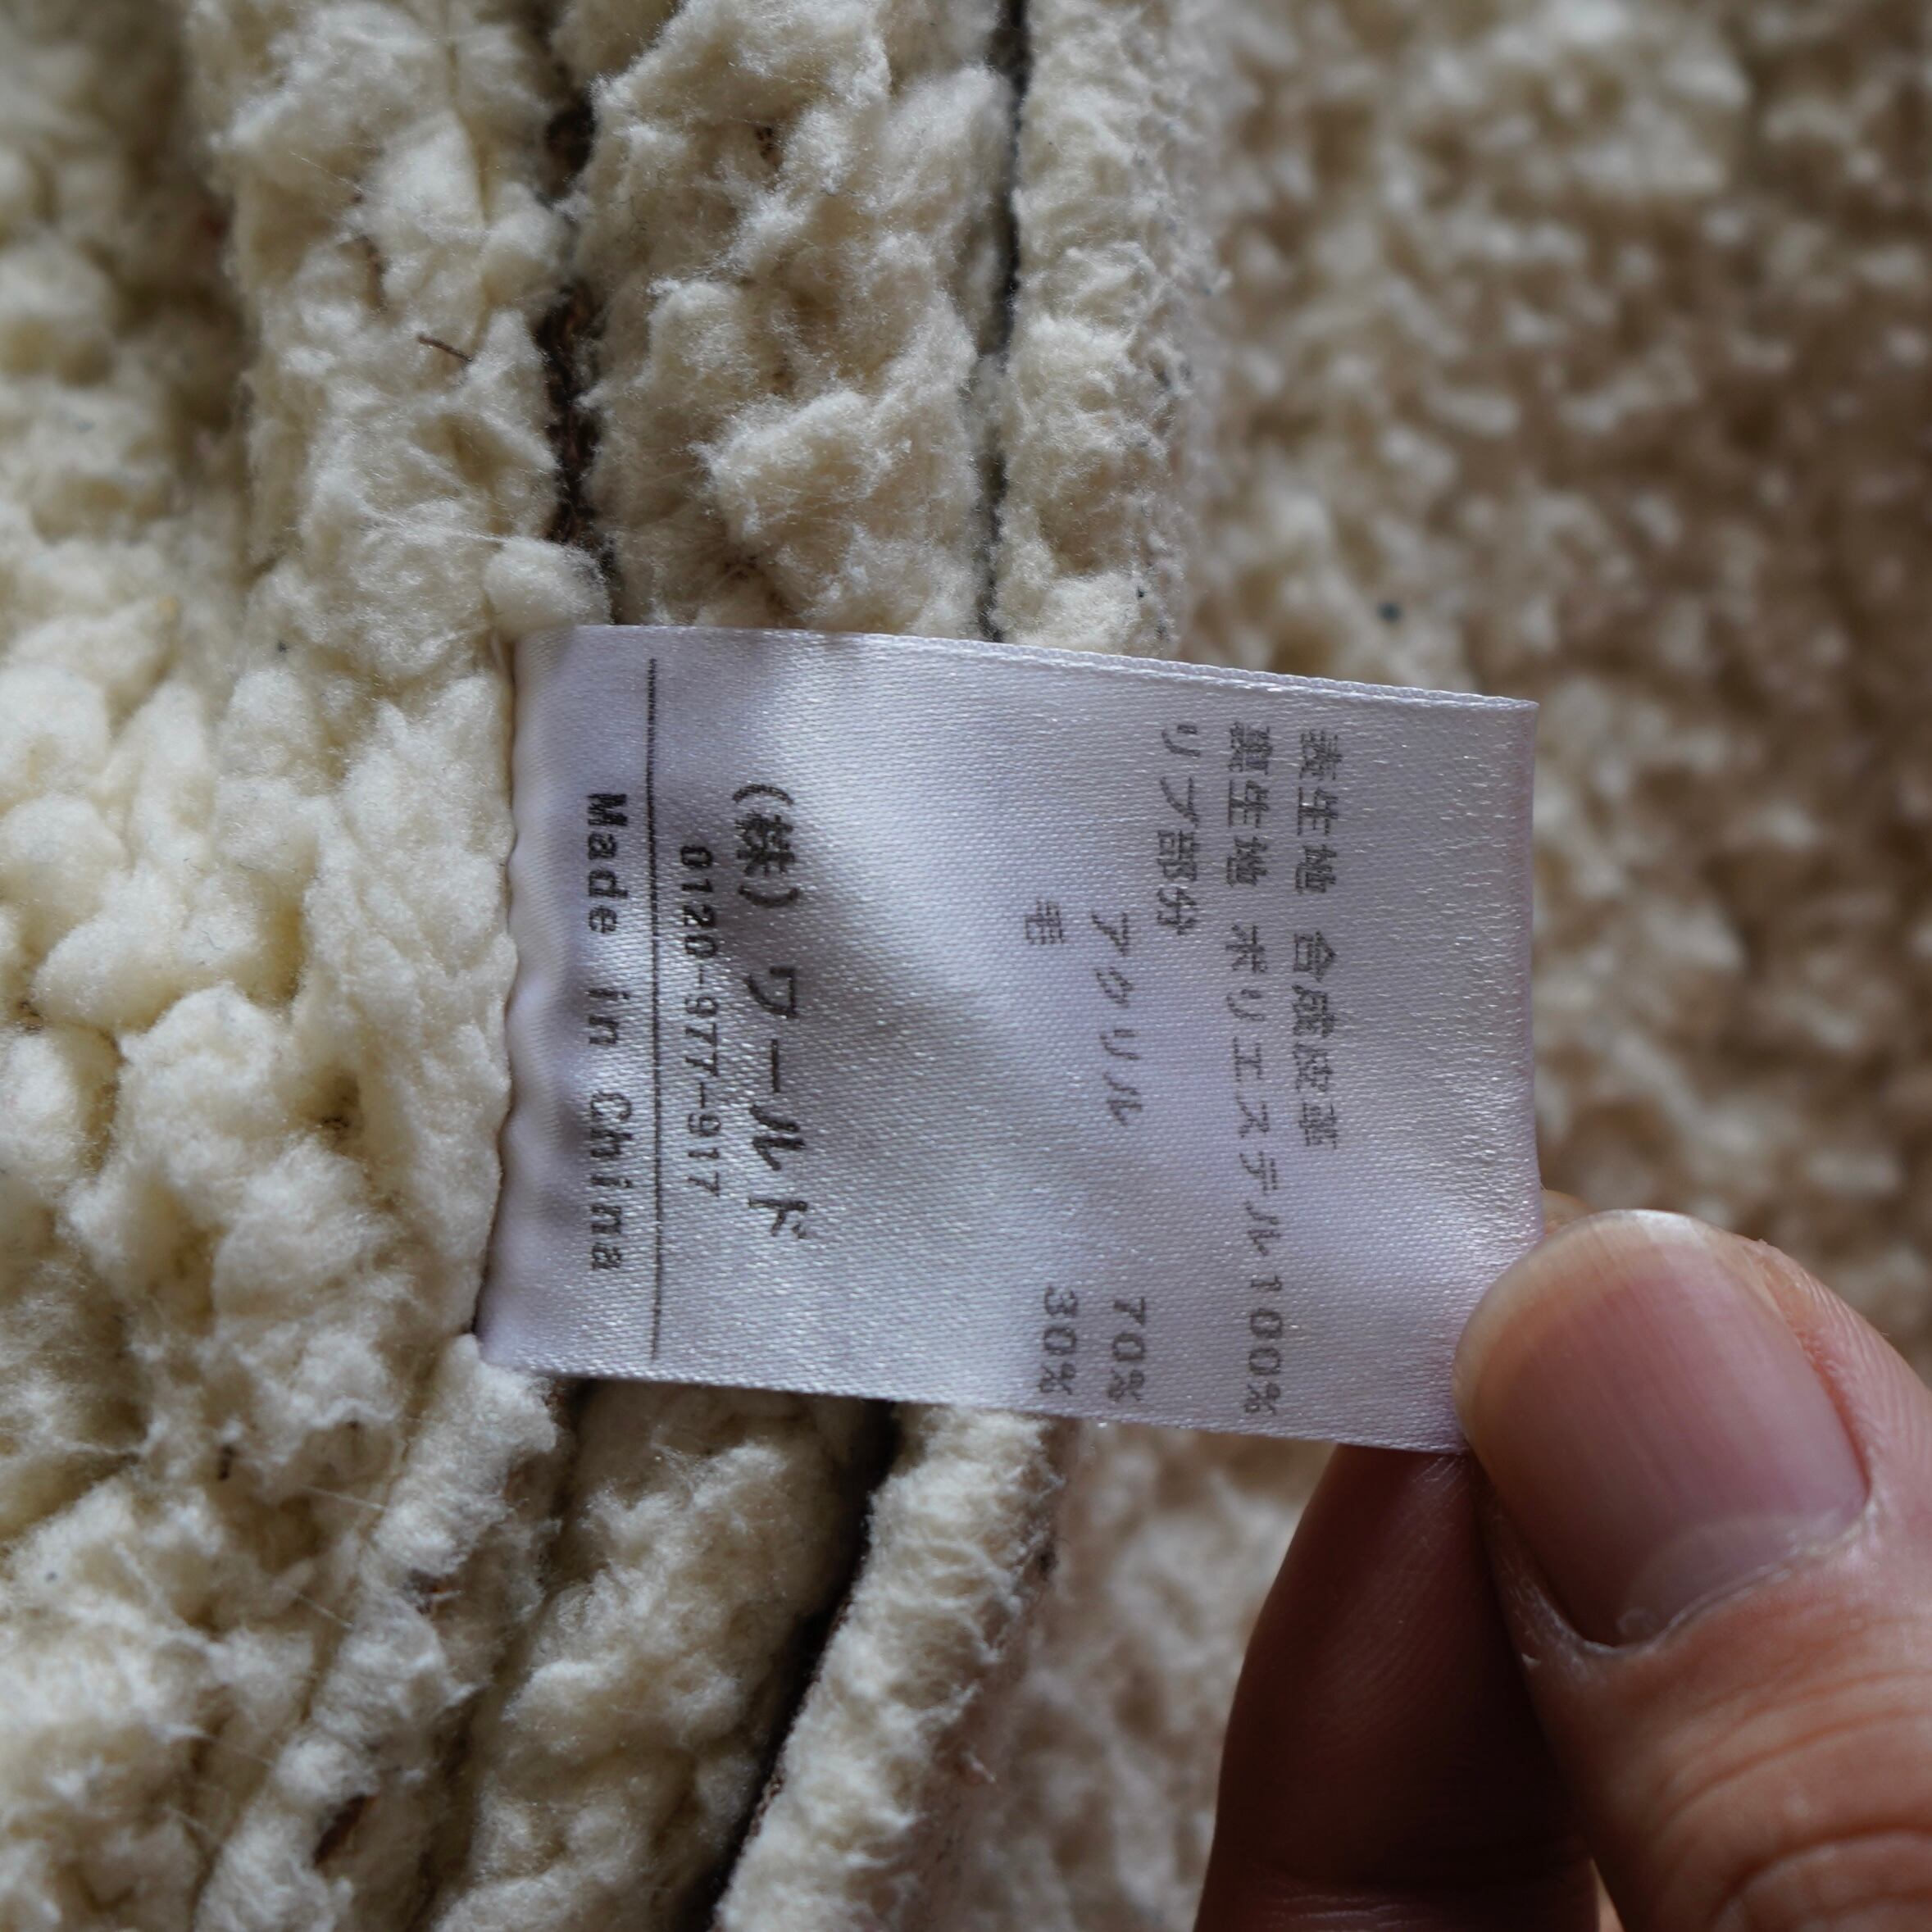 表生地 合成皮革
裏生地 ポリエステル100%
リブ部分
アクリル 70%
毛 30%
(株)ワールド
0120-977-917
Made in China